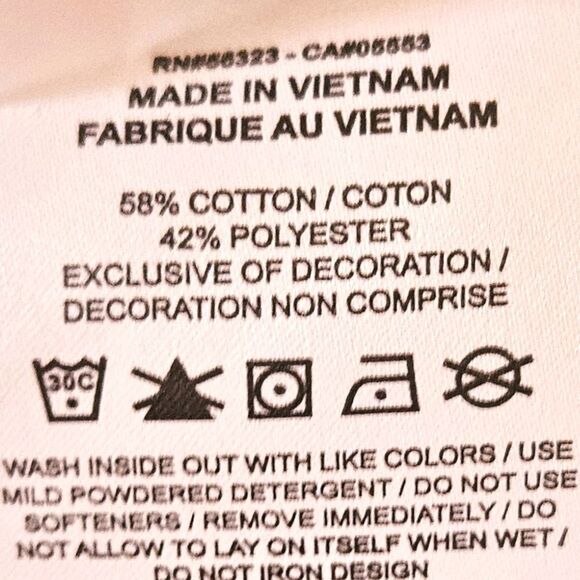 RN#56323 - CA#05553
MADE IN VIETNAM
FABRIQUE AU VIETNAM
58% COTTON / COTON
42% POLYESTER
EXCLUSIVE OF DECORATION /
DECORATION NON COMPRISE
30C
WASH INSIDE OUT WITH LIKE COLORS / USE
MILD POWDERED DETERGENT / DO NOT USE
SOFTENERS / REMOVE IMMEDIATELY / DO
NOT ALLOW TO LAY ON ITSELF WHEN WET /
DO NOT IRON DESIGN